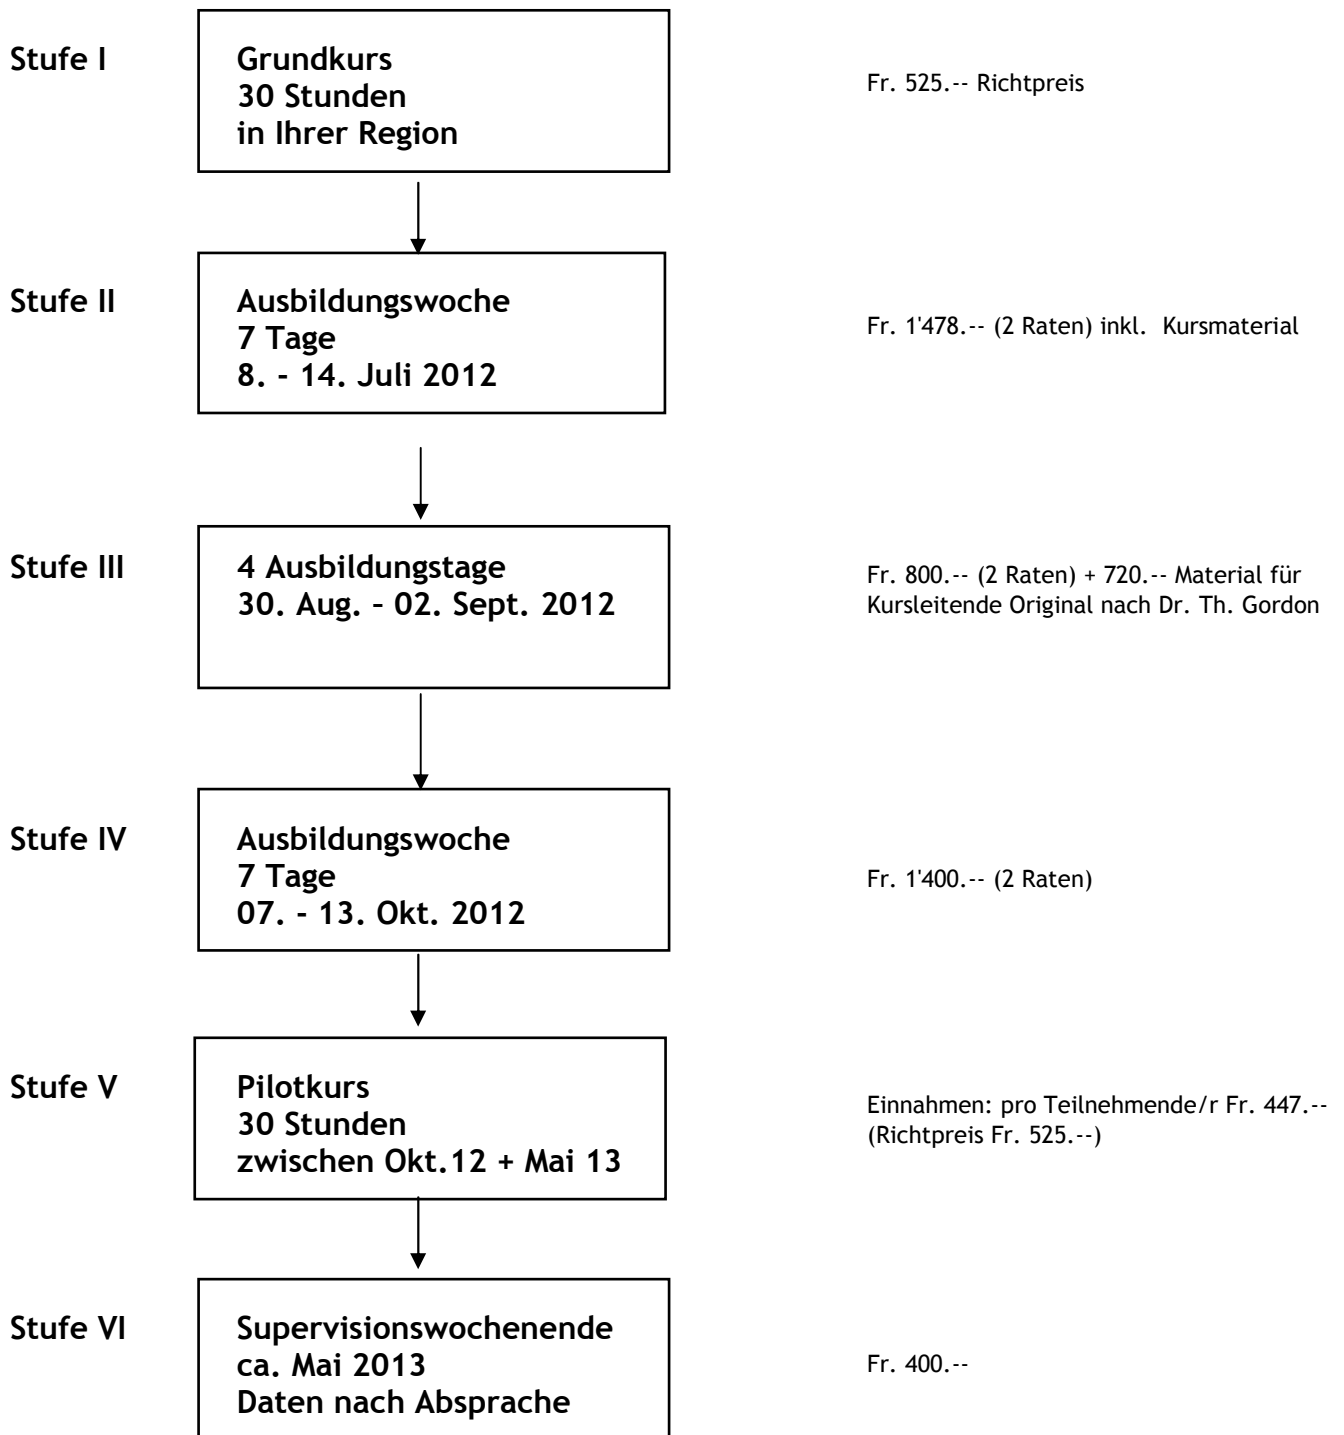 Stufe I
Grundkurs
30 Stunden
in Ihrer Region
Fr. 525.-- Richtpreis
Stufe II
Ausbildungswoche
7 Tage
8. - 14. Juli 2012
Fr. 1'478.-- (2 Raten) inkl. Kursmaterial
Stufe III
4 Ausbildungstage
30. Aug. – 02. Sept. 2012
Fr. 800.-- (2 Raten) + 720.-- Material für
Kursleitende Original nach Dr. Th. Gordon
Stufe IV
Ausbildungswoche
7 Tage
07. - 13. Okt. 2012
Fr. 1'400.-- (2 Raten)
Stufe V
Pilotkurs
30 Stunden
zwischen Okt.12 + Mai 13
Einnahmen: pro Teilnehmende/r Fr. 447.--
(Richtpreis Fr. 525.--)
Stufe VI
Supervisionswochenende
ca. Mai 2013
Daten nach Absprache
Fr. 400.--